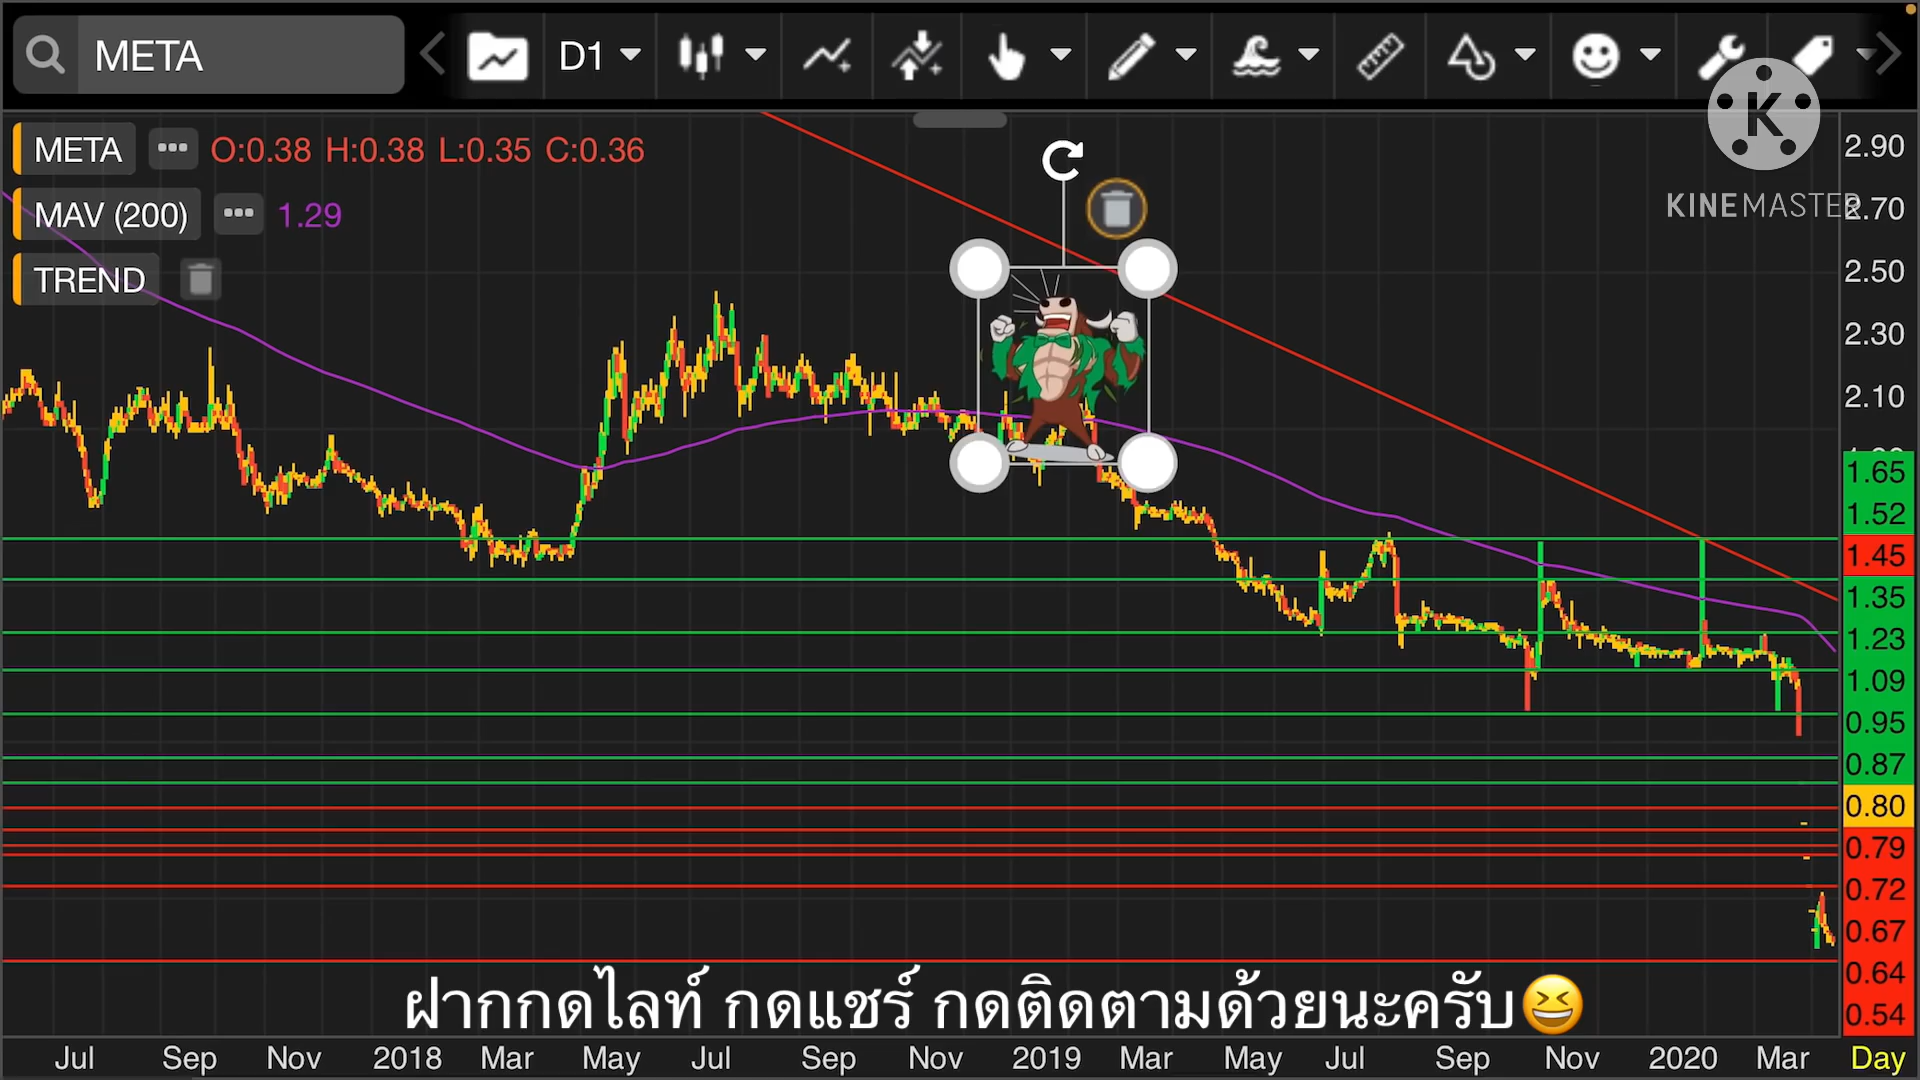 META
D1
K
META ••• O:0.38 H:0.38 L:0.35 C:0.36
MAV (200) ••• 1.29
TREND
KINEMASTER
2.90
2.70
2.50
2.30
2.10
1.65
1.52
1.45
1.35
1.23
1.09
0.95
0.87
0.80
0.79
0.72
0.67
0.64
0.54
ฝากกดไลท์ กดแชร์ กดติดตามด้วยนะครับ😆
Jul Sep Nov 2018 Mar May Jul Sep Nov 2019 Mar May Jul Sep Nov 2020 Mar Day